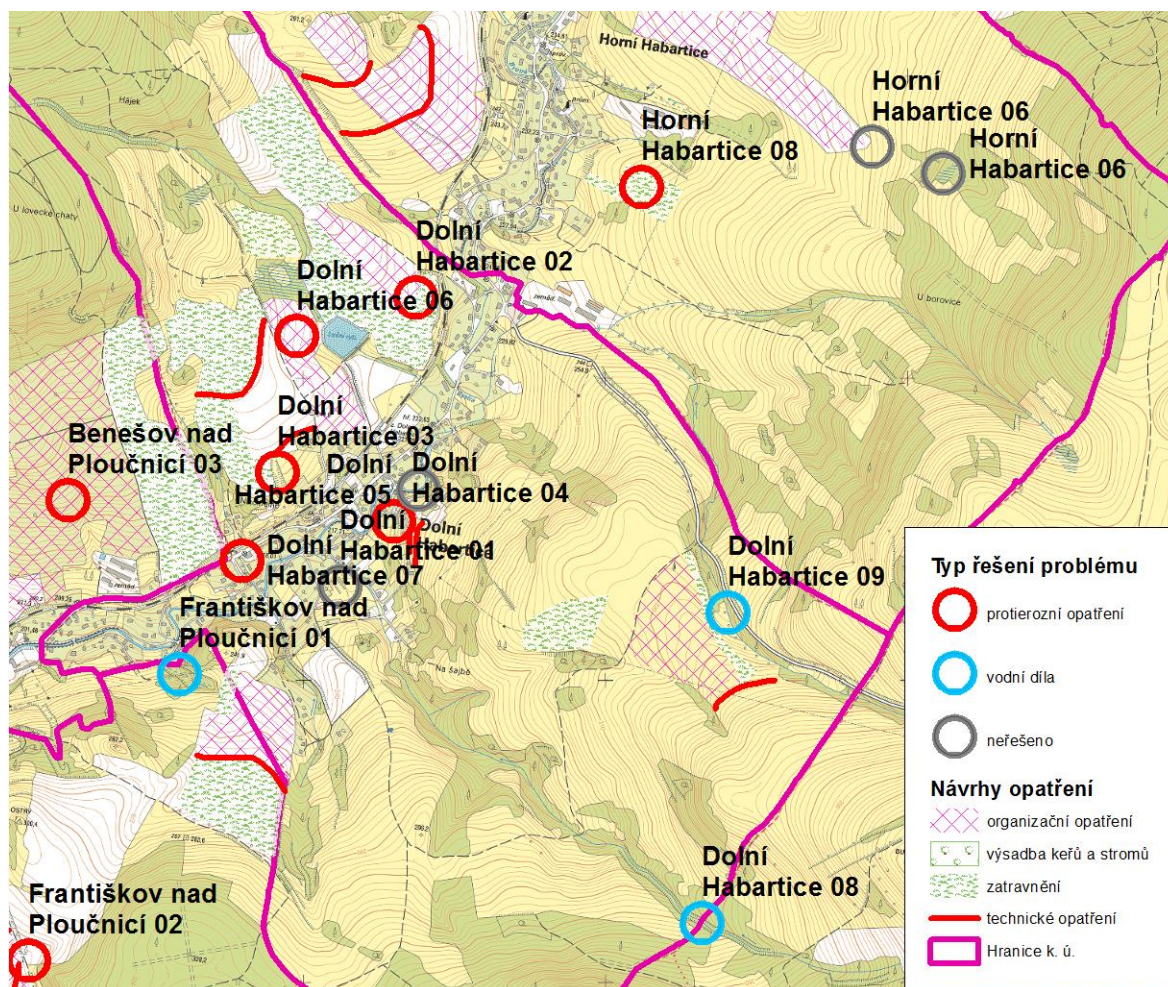 Horní Habartice
Horní
Habartice 06
Horní
Habartice 06
Horní
Habartice 08
Hájek
U lovecké chaty
Dolní
Habartice 02
Dolní
Habartice 06
U borovice
zeměd.
Dolní
Habartice 03
Benešov nad
Ploučnicí 03
Dolní
Habartice 05
Dolní
Habartice 04
Dolní
Habartice 01
Dolní
Dolní
Habartice 07
Dolní
Habartice 09
Františkov nad
Ploučnicí 01
Na Šajbě
Dolní
Habartice 08
OSTRÝ
Františkov nad
Ploučnicí 02
Typ řešení problému
protierozní opatření
vodní díla
neřešeno
Návrhy opatření
organizační opatření
výsadba keřů a stromů
zatravnění
technické opatření
Hranice k. ú.